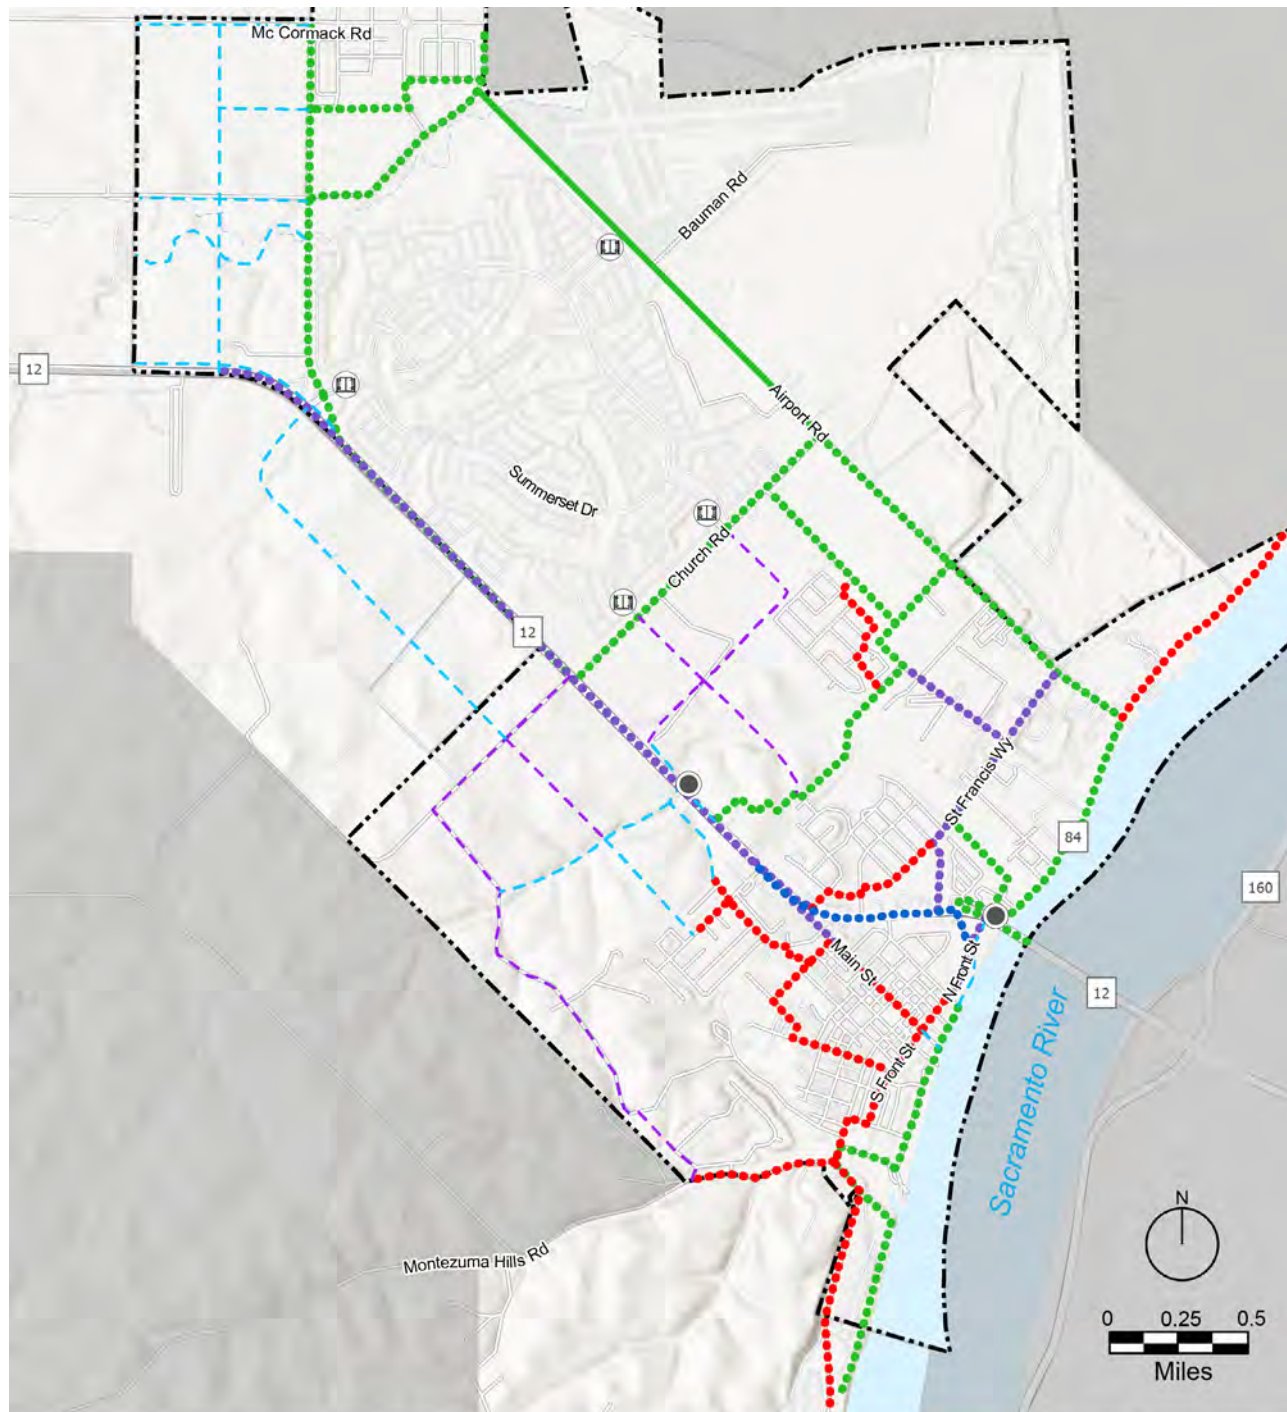 Mc Cormack Rd
Bauman Rd
12
Airport Rd
Summerset Dr
Church Rd
12
St Francis Wy
84
160
Main St
N Front St
12
S Front St
Sacramento River
Montezuma Hills Rd
N
0 0.25 0.5
Miles